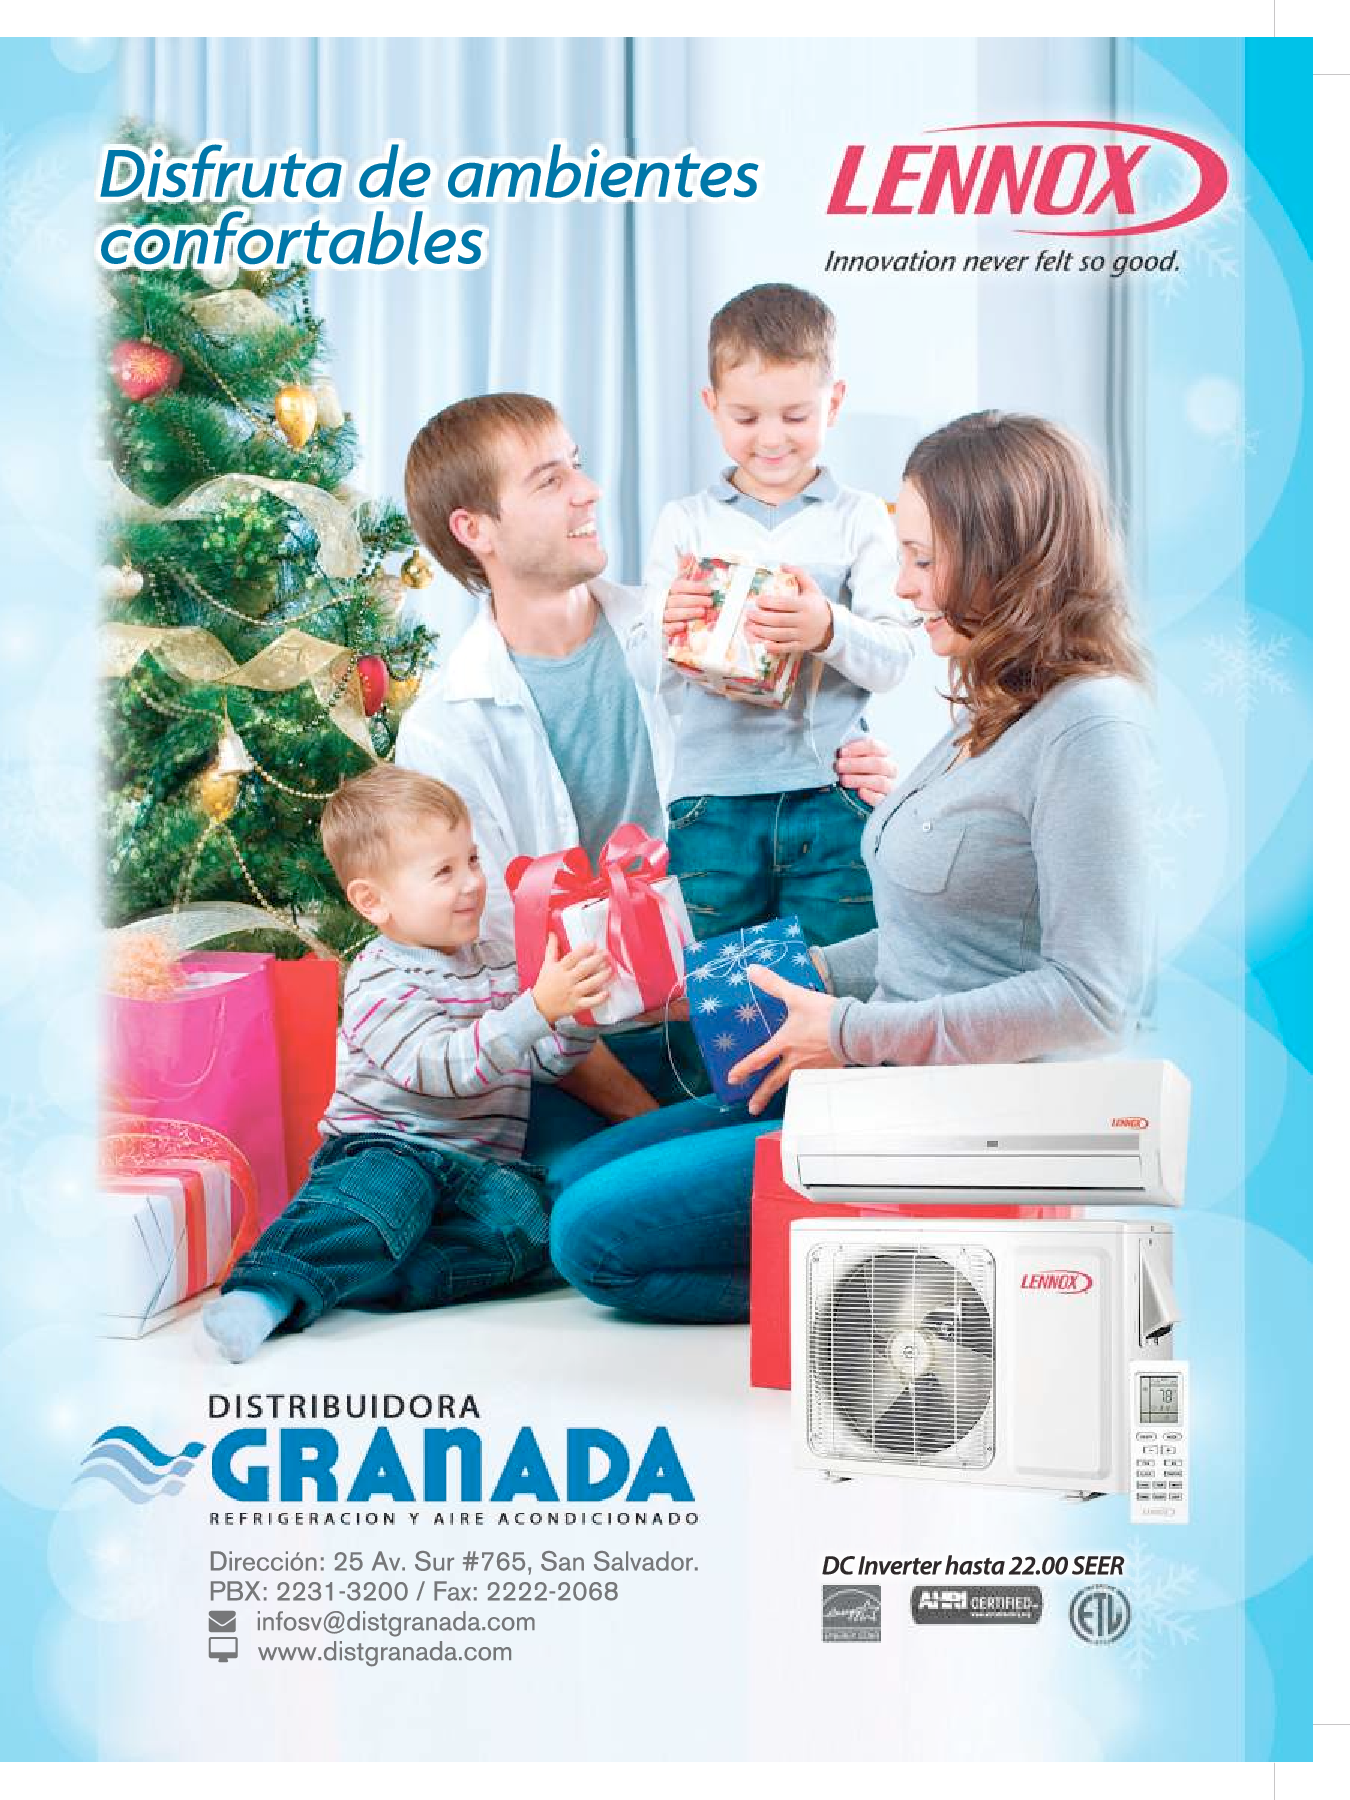 Disfruta de ambientes
confortables
LENNOX
Innovation never felt so good.
LENNOX
LENNOX
78
DISTRIBUIDORA
GRANADA
REFRIGERACION Y AIRE ACONDICIONADO
Dirección: 25 Av. Sur #765, San Salvador.
PBX: 2231-3200 / Fax: 2222-2068
infosv@distgranada.com
www.distgranada.com
DC Inverter hasta 22.00 SEER
AHRI CERTIFIED
ETL